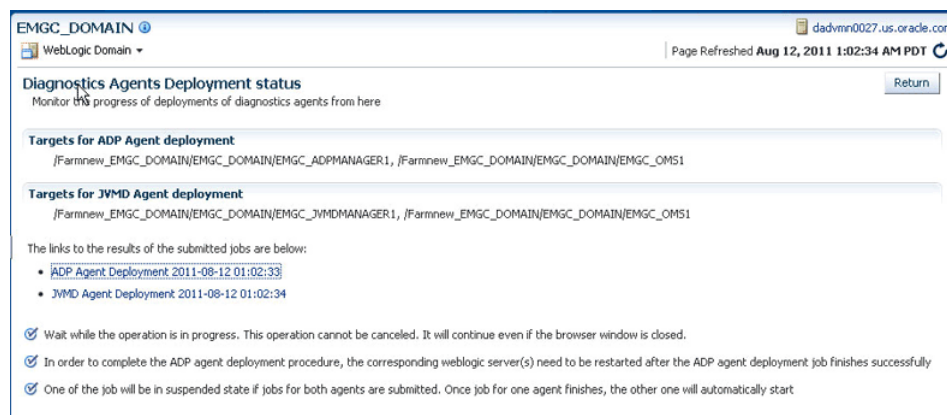 EMGC_DOMAIN
dadvmn0027.us.oracle.con
WebLogic Domain
Page Refreshed Aug 12, 2011 1:02:34 AM PDT
Diagnostics Agents Deployment status
Return
Monitor the progress of deployments of diagnostics agents from here
Targets for ADP Agent deployment
/Farmnew_EMGC_DOMAIN/EMGC_DOMAIN/EMGC_ADPMANAGER1, /Farmnew_EMGC_DOMAIN/EMGC_DOMAIN/EMGC_OMS1
Targets for JVMD Agent deployment
/Farmnew_EMGC_DOMAIN/EMGC_DOMAIN/EMGC_JVMDMANAGER1, /Farmnew_EMGC_DOMAIN/EMGC_DOMAIN/EMGC_OMS1
The links to the results of the submitted jobs are below:
ADP Agent Deployment 2011-08-12 01:02:33
JVMD Agent Deployment 2011-08-12 01:02:34
Wait while the operation is in progress. This operation cannot be canceled. It will continue even if the browser window is closed.
In order to complete the ADP agent deployment procedure, the corresponding weblogic server(s) need to be restarted after the ADP agent deployment job finishes successfully
One of the job will be in suspended state if jobs for both agents are submitted. Once job for one agent finishes, the other one will automatically start